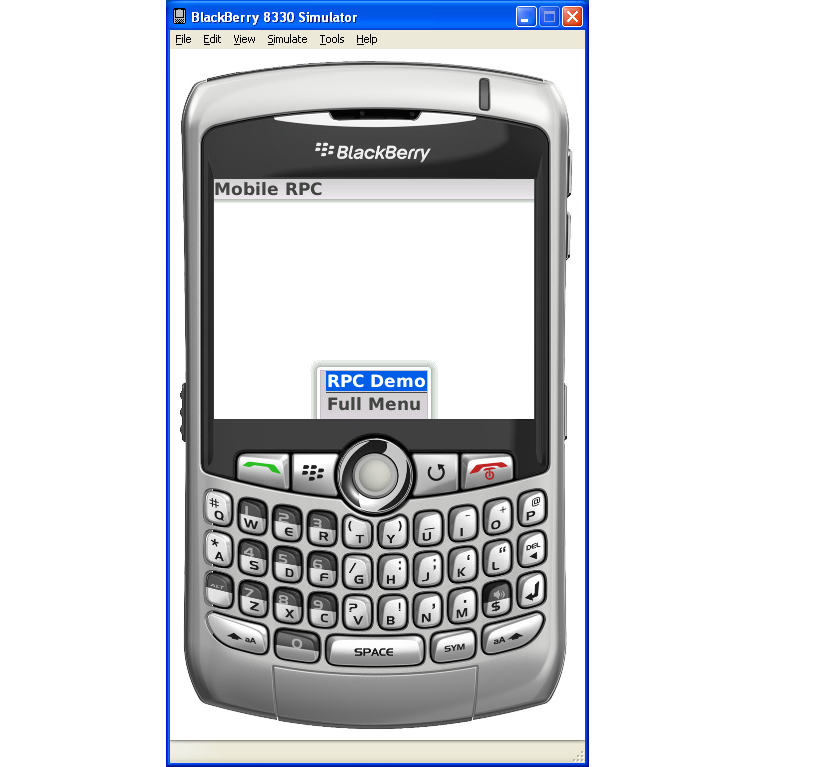 BlackBerry 8330 Simulator
File Edit View Simulate Tools Help
BlackBerry
Mobile RPC
RPC Demo
Full Menu
# Q 1 W 2 E 3 R ( T ) Y _ U - I + O @ P
* A 4 S 5 D 6 F / G : H ; J ' K " L DEL
ALT 7 Z 8 X 9 C ? V ! B , N . M $
aA 0 SPACE SYM aA